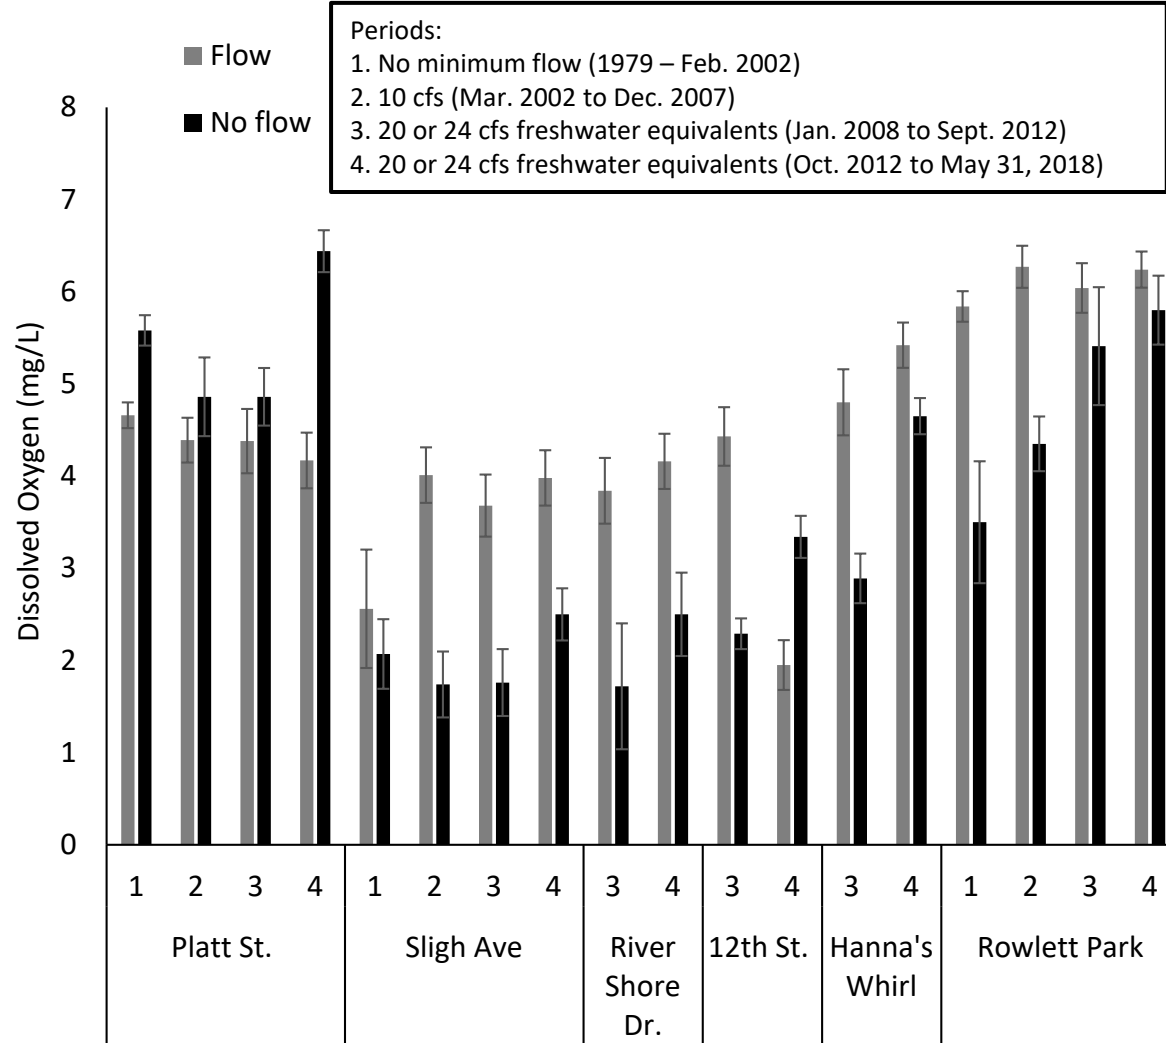 Flow
No flow
Periods:
1. No minimum flow (1979 – Feb. 2002)
2. 10 cfs (Mar. 2002 to Dec. 2007)
3. 20 or 24 cfs freshwater equivalents (Jan. 2008 to Sept. 2012)
4. 20 or 24 cfs freshwater equivalents (Oct. 2012 to May 31, 2018)
Dissolved Oxygen (mg/L)
8
7
6
5
4
3
2
1
0
1 2 3 4 1 2 3 4 3 4 3 4 3 4 1 2 3 4
Platt St.
Sligh Ave
River
Shore
Dr.
12th St.
Hanna's
Whirl
Rowlett Park